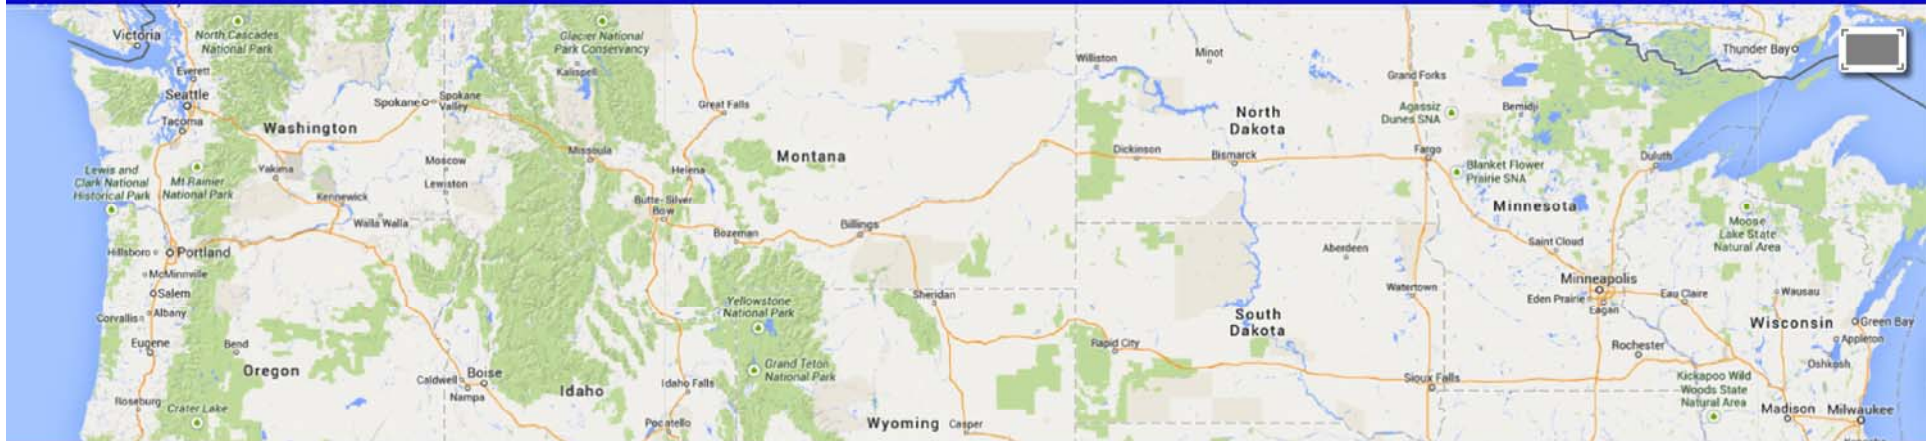 Victoria
North Cascades
National Park
Glacier National
Park Conservancy
Kalispell
Everett
Seattle
Tacoma
Spokane
Spokane
Valley
Washington
Great Falls
Williston
Minot
Grand Forks
Thunder Bay
North
Dakota
Agassiz
Dunes SNA
Bemidji
Lewis and
Clark National
Historical Park
Mt Rainier
National Park
Yakima
Moscow
Lewiston
Kennewick
Walla Walla
Missoula
Helena
Montana
Butte-Silver
Bow
Bozeman
Billings
Dickinson
Bismarck
Fargo
Blanket Flower
Prairie SNA
Duluth
Minnesota
Moose
Lake State
Natural Area
Hillsboro
Portland
McMinnville
Salem
Albany
Corvallis
Eugene
Bend
Oregon
Roseburg
Crater Lake
Caldwell
Boise
Nampa
Idaho
Idaho Falls
Pocatello
Yellowstone
National Park
Grand Teton
National Park
Sheridan
Wyoming
Casper
Aberdeen
Watertown
South
Dakota
Rapid City
Sioux Falls
Saint Cloud
Minneapolis
Eden Prairie
Eagan
Eau Claire
Wausau
Wisconsin
Green Bay
Appleton
Oshkosh
Rochester
Kickapoo Wild
Woods State
Natural Area
Madison
Milwaukee